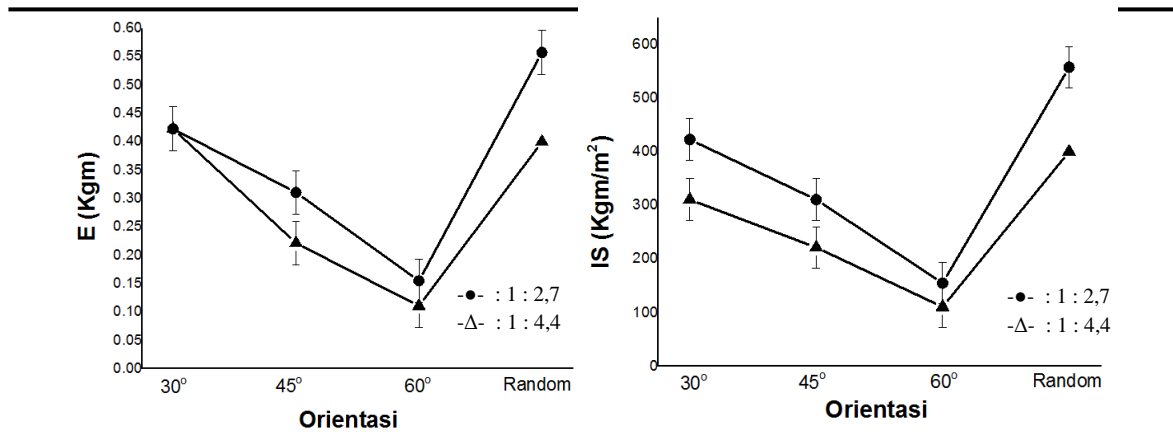 0.60
0.55
0.50
0.45
0.40
0.35
0.30
0.25
0.20
0.15
0.10
0.05
0.00
E (Kgm)
30° 45° 60° Random
Orientasi
-●- : 1 : 2,7
-Δ- : 1 : 4,4
600
500
400
300
200
100
0
IS (Kgm/m²)
30° 45° 60° Random
Orientasi
-●- : 1 : 2,7
-Δ- : 1 : 4,4